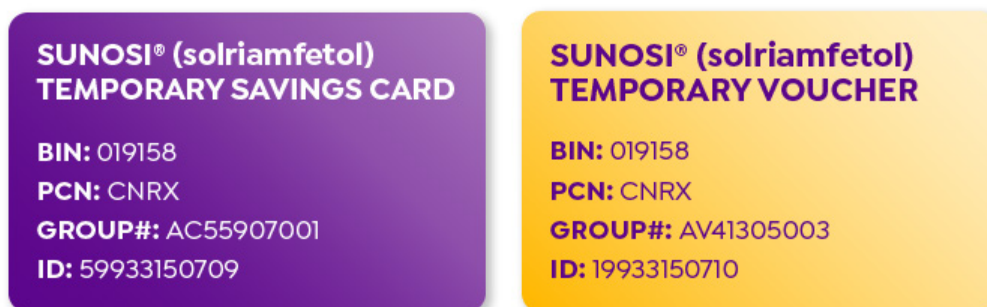 SUNOSI® (solriamfetol)
TEMPORARY SAVINGS CARD
BIN: 019158
PCN: CNRX
GROUP#: AC55907001
ID: 59933150709
SUNOSI® (solriamfetol)
TEMPORARY VOUCHER
BIN: 019158
PCN: CNRX
GROUP#: AV41305003
ID: 19933150710